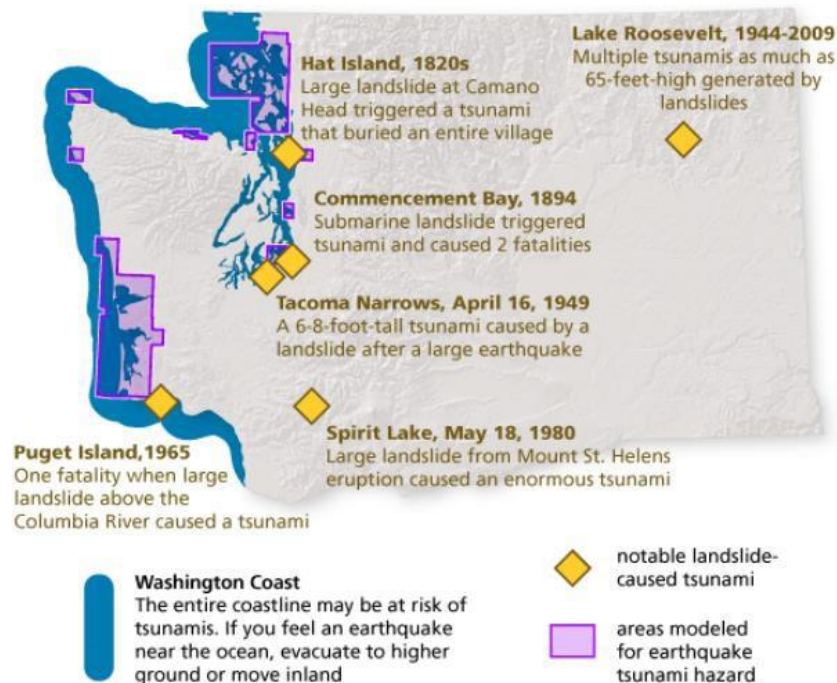 Lake Roosevelt, 1944-2009
Multiple tsunamis as much as
65-feet-high generated by
landslides
Hat Island, 1820s
Large landslide at Camano
Head triggered a tsunami
that buried an entire village
Commencement Bay, 1894
Submarine landslide triggered
tsunami and caused 2 fatalities
Tacoma Narrows, April 16, 1949
A 6-8-foot-tall tsunami caused by a
landslide after a large earthquake
Spirit Lake, May 18, 1980
Large landslide from Mount St. Helens
eruption caused an enormous tsunami
Puget Island,1965
One fatality when large
landslide above the
Columbia River caused a tsunami
Washington Coast
The entire coastline may be at risk of
tsunamis. If you feel an earthquake
near the ocean, evacuate to higher
ground or move inland
notable landslide-
caused tsunami
areas modeled
for earthquake
tsunami hazard